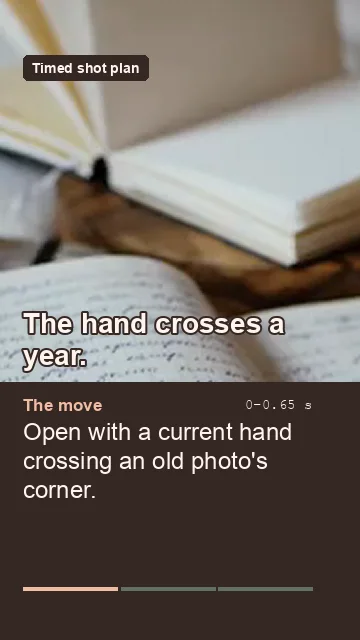 Timed shot plan
The hand crosses a
year.
The move
0–0.65 s
Open with a current hand
crossing an old photo's
corner.